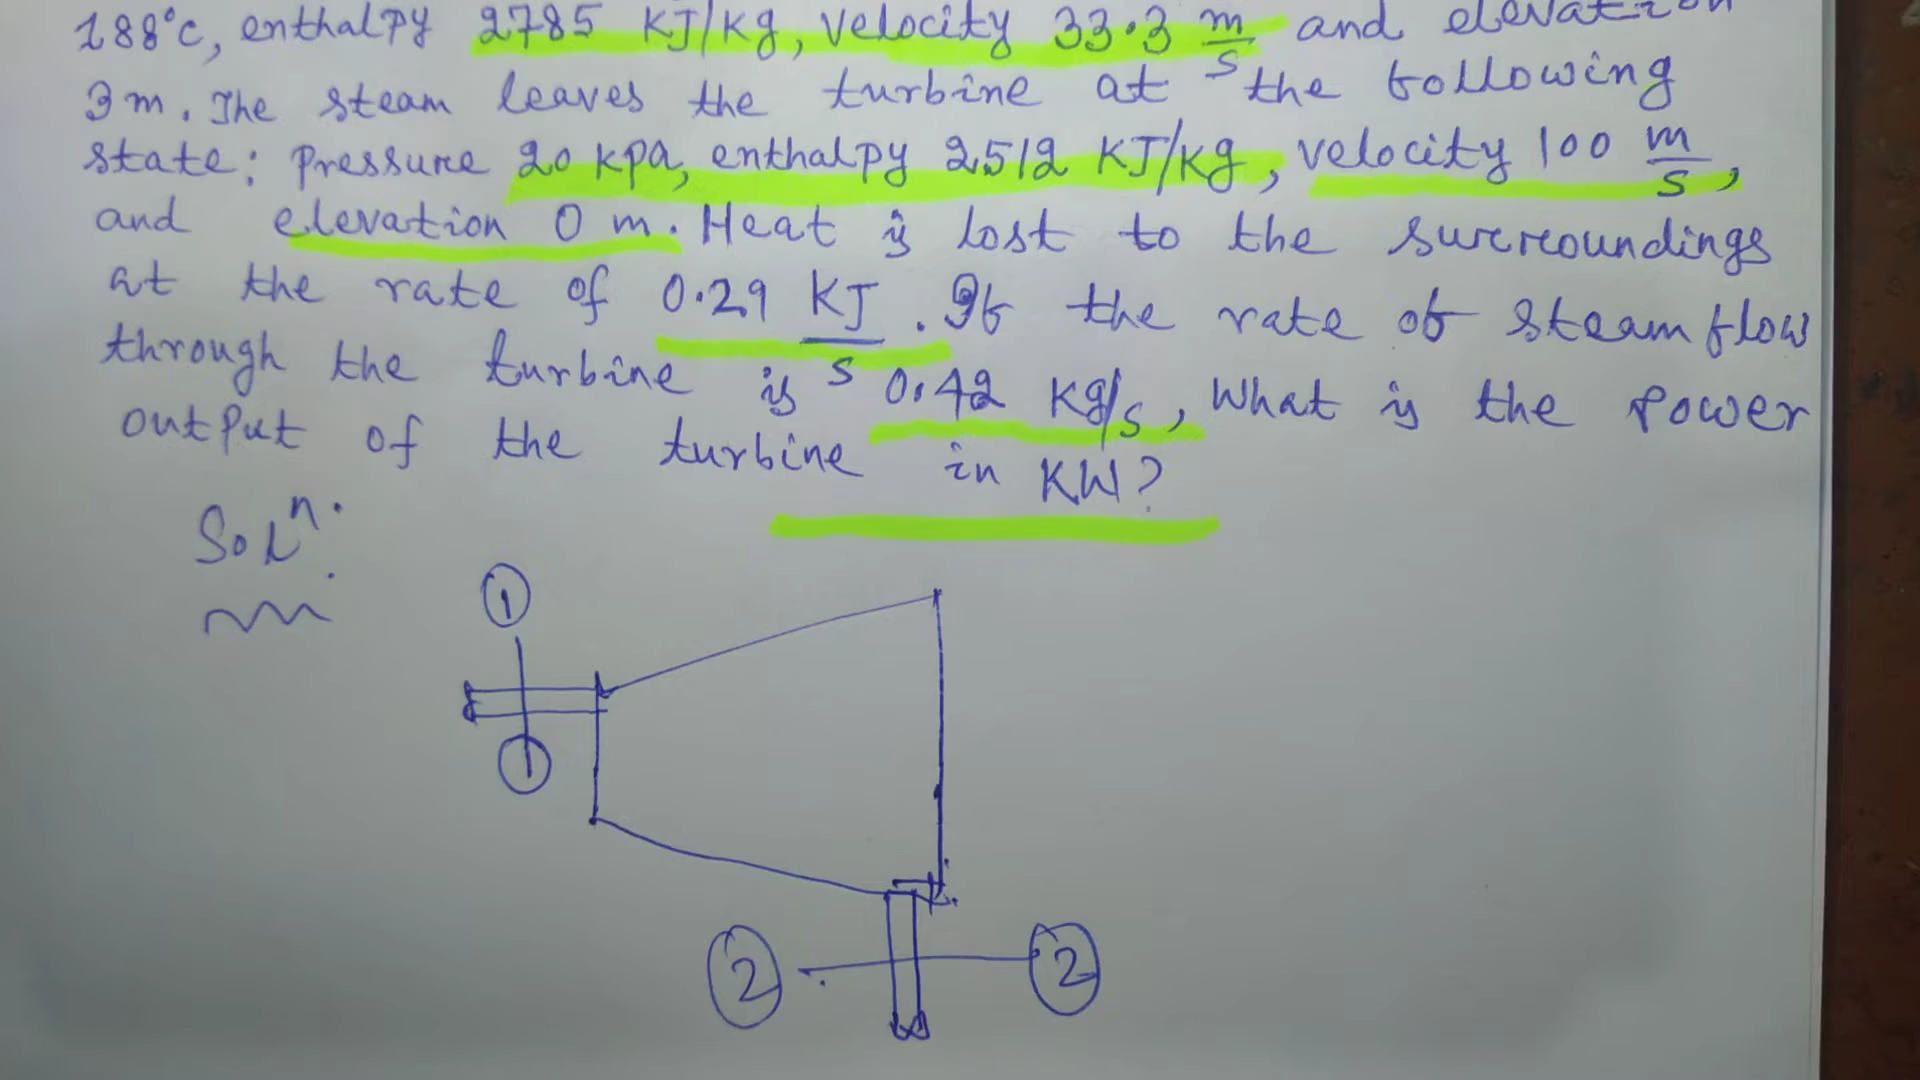 188°c, enthalpy 2785 KJ/kg, velocity 33.3 m/s and elevation
3m. The steam leaves the turbine at the following
state: Pressure 20 kpa, enthalpy 2512 KJ/kg, velocity 100 m/s,
and elevation 0 m. Heat is lost to the surroundings
at the rate of 0.29 KJ/s. If the rate of steam flow
through the turbine is 0.42 kg/s, What is the Power
output of the turbine in KW?
Solⁿ.
1
1
2 2